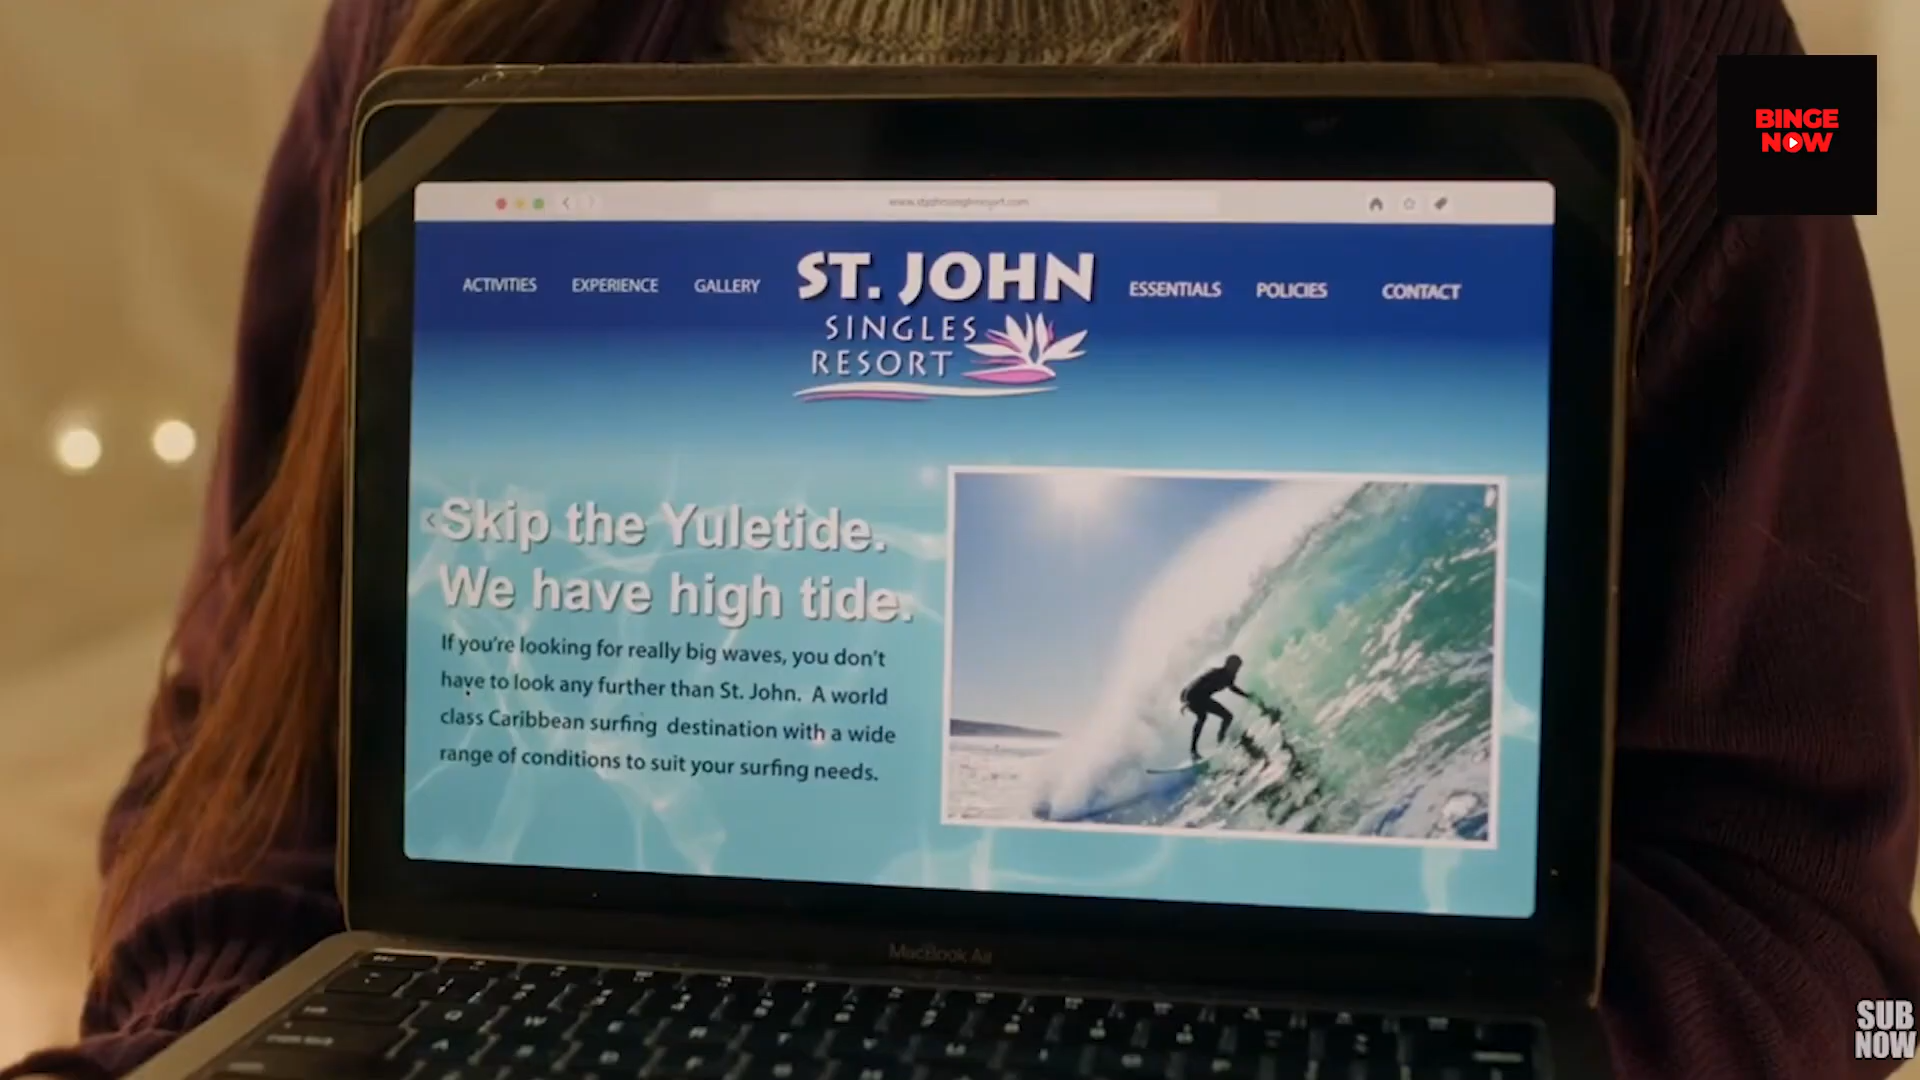 BINGE
NOW
ACTIVITIES EXPERIENCE GALLERY ST. JOHN ESSENTIALS POLICIES CONTACT
SINGLES
RESORT
Skip the Yuletide.
We have high tide.
If you're looking for really big waves, you don't
have to look any further than St. John. A world
class Caribbean surfing destination with a wide
range of conditions to suit your surfing needs.
MacBook Air
SUB
NOW